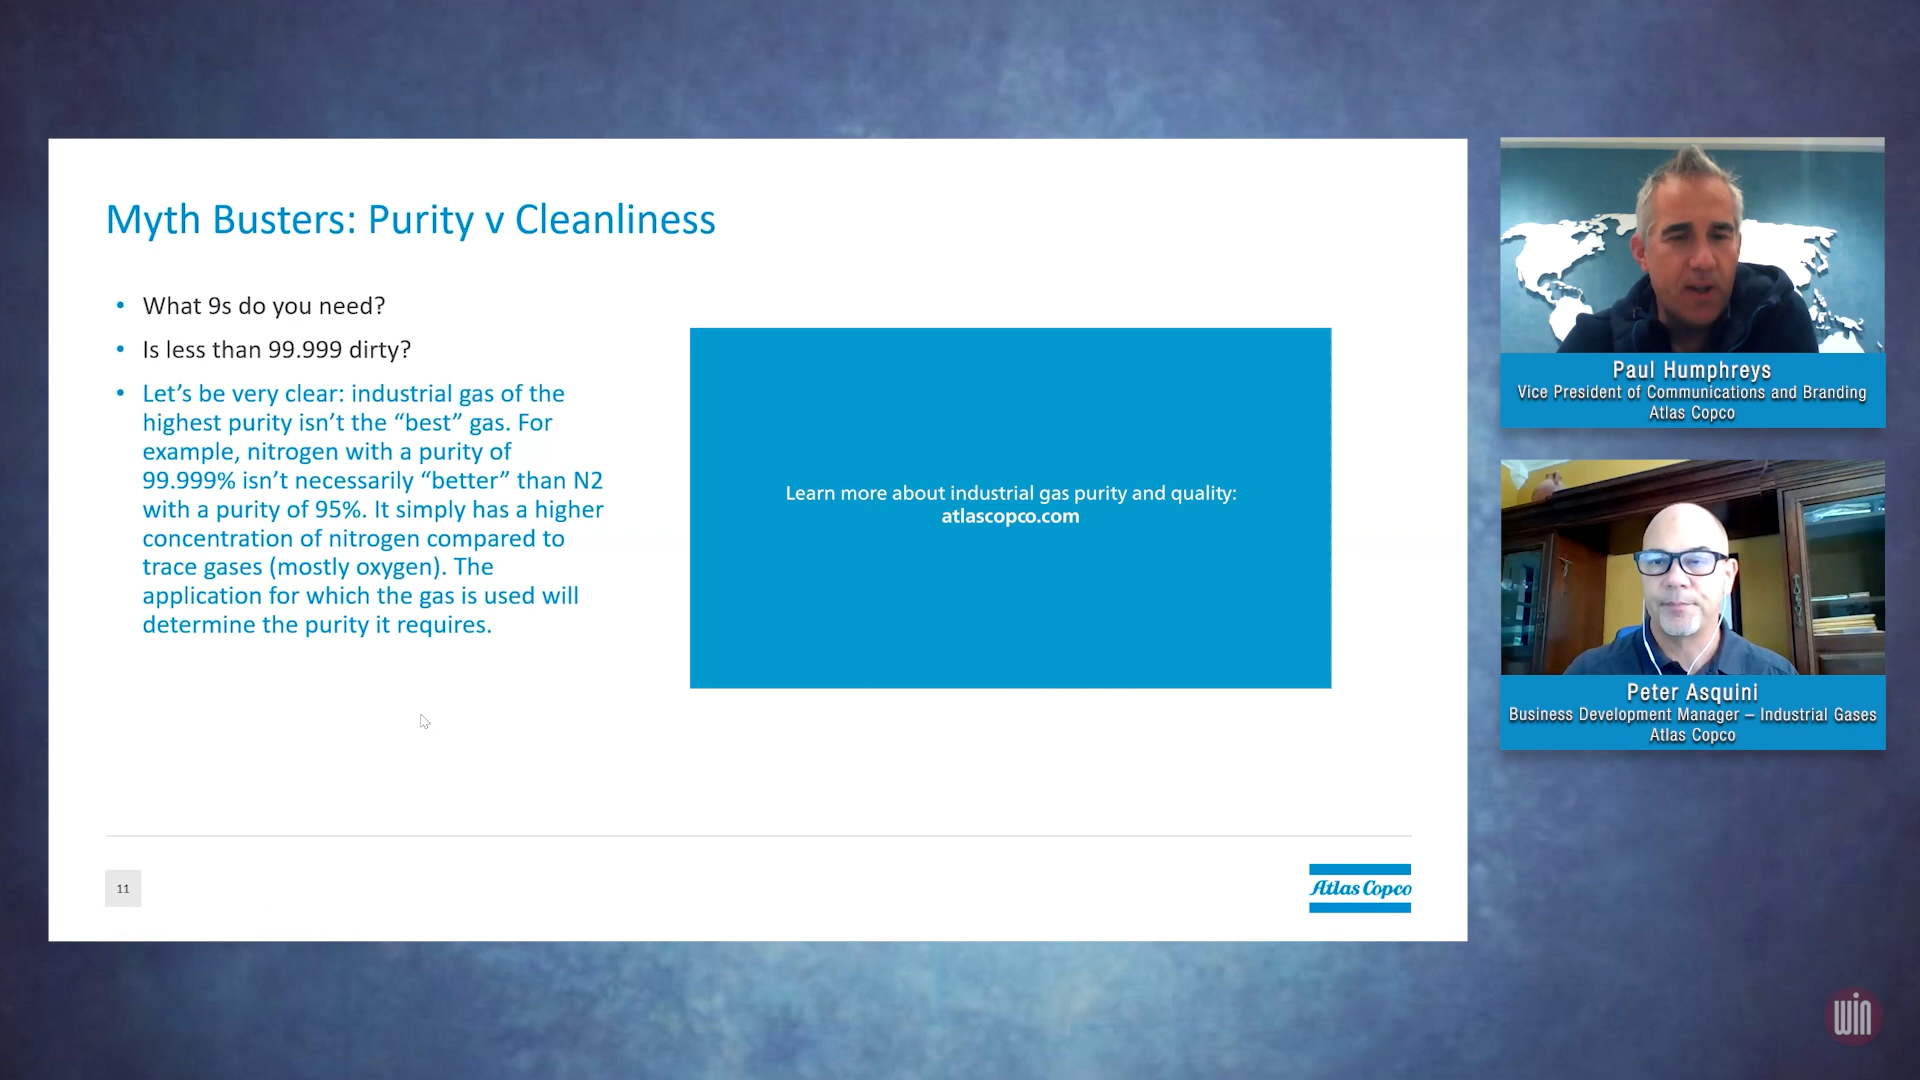 Myth Busters: Purity v Cleanliness
• What 9s do you need?
• Is less than 99.999 dirty?
• Let’s be very clear: industrial gas of the
highest purity isn’t the “best” gas. For
example, nitrogen with a purity of
99.999% isn’t necessarily “better” than N2
with a purity of 95%. It simply has a higher
concentration of nitrogen compared to
trace gases (mostly oxygen). The
application for which the gas is used will
determine the purity it requires.
Learn more about industrial gas purity and quality:
atlascopco.com
11
Atlas Copco
Paul Humphreys
Vice President of Communications and Branding
Atlas Copco
Peter Asquini
Business Development Manager – Industrial Gases
Atlas Copco
win